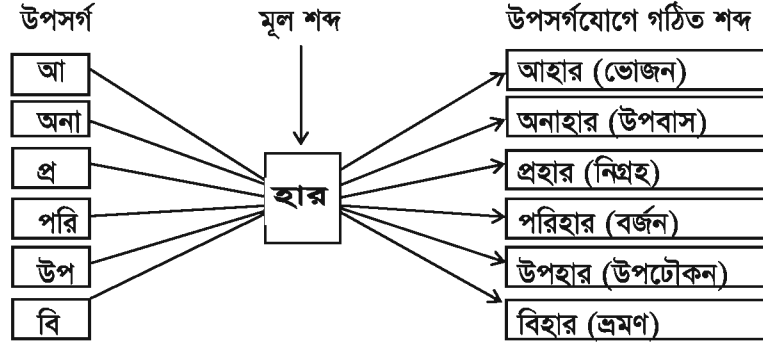 উপসর্গ মূল শব্দ উপসর্গযোগে গঠিত শব্দ
আ আহার (ভোজন)
অনা অনাহার (উপবাস)
প্র প্রহার (নিগ্রহ)
হার
পরি পরিহার (বর্জন)
উপ উপহার (উপঢৌকন)
বি বিহার (ভ্রমণ)